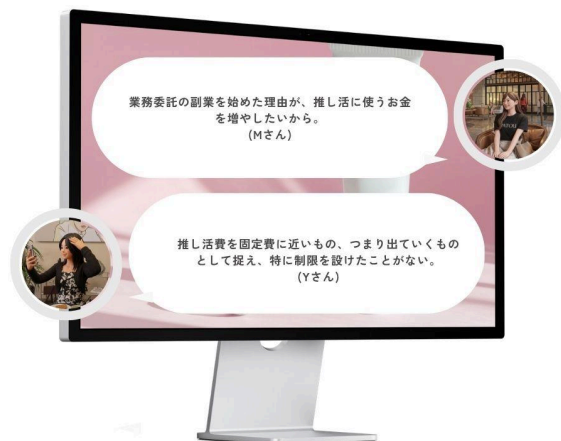 業務委託の副業を始めた理由が、推し活に使うお金
を増やしたいから。
(Mさん)
推し活費を固定費に近いもの、つまり出ていくもの
として捉え、特に制限を設けたことがない。
(Yさん)